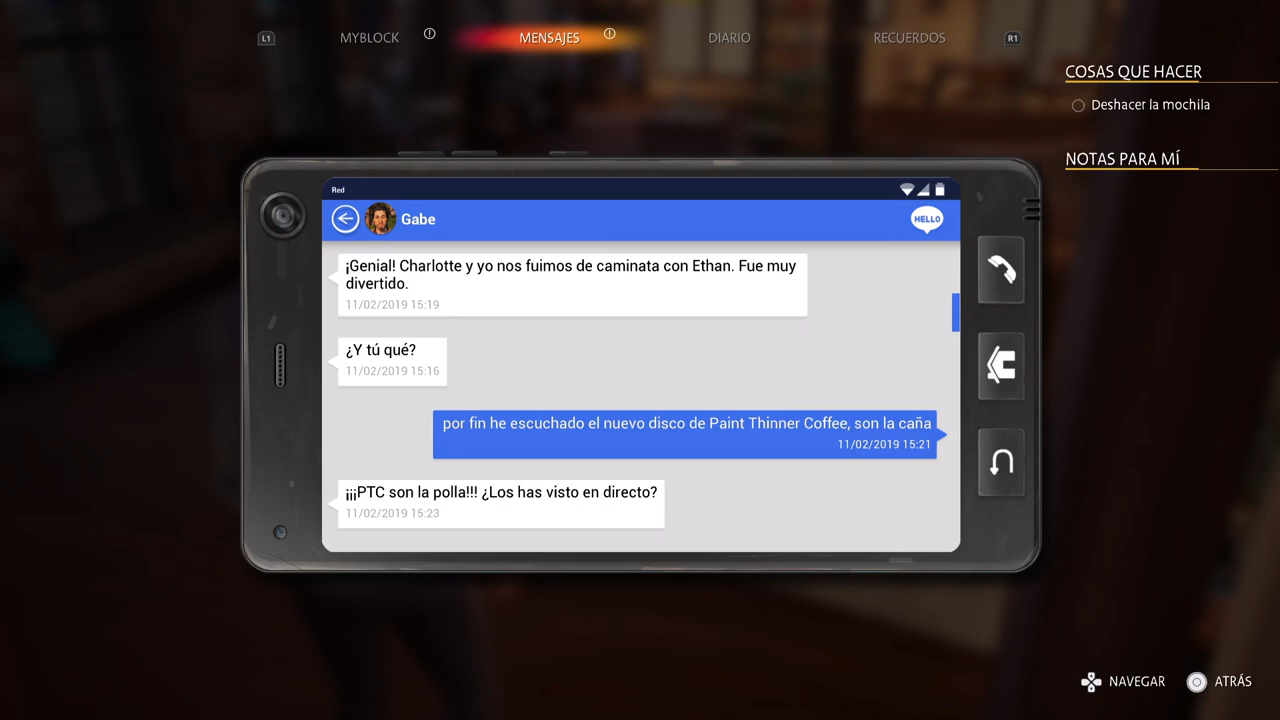 L1
MYBLOCK
MENSAJES
DIARIO
RECUERDOS
R1
COSAS QUE HACER
Deshacer la mochila
NOTAS PARA MÍ
Red
Gabe
HELLO
¡Genial! Charlotte y yo nos fuimos de caminata con Ethan. Fue muy
divertido.
11/02/2019 15:19
¿Y tú qué?
11/02/2019 15:16
por fin he escuchado el nuevo disco de Paint Thinner Coffee, son la caña
11/02/2019 15:21
¡¡¡PTC son la polla!!! ¿Los has visto en directo?
11/02/2019 15:23
NAVEGAR
ATRÁS